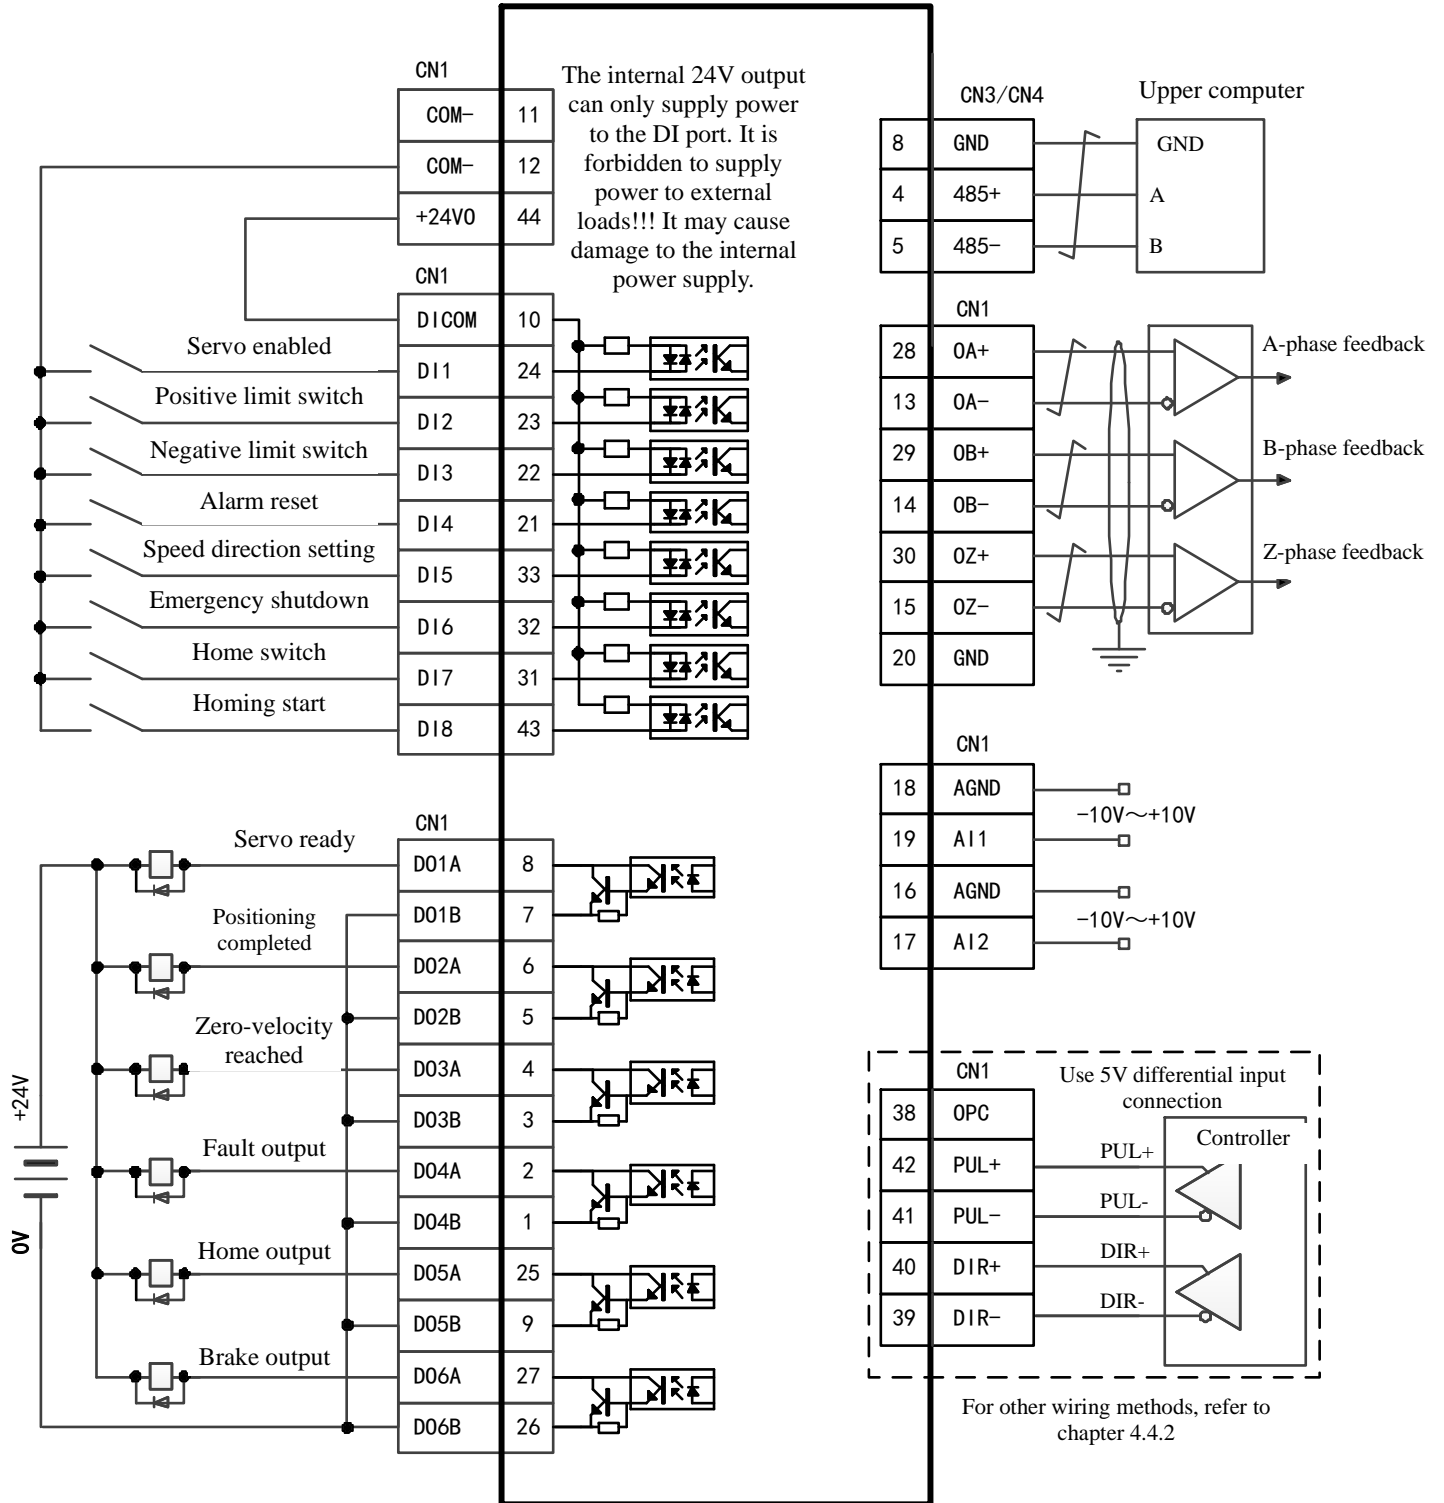 CN1
COM-
11
COM-
12
+24VO
44
The internal 24V output
can only supply power
to the DI port. It is
forbidden to supply
power to external
loads!!! It may cause
damage to the internal
power supply.
CN1
DICOM
10
Servo enabled
DI1
24
Positive limit switch
DI2
23
Negative limit switch
DI3
22
Alarm reset
DI4
21
Speed direction setting
DI5
33
Emergency shutdown
DI6
32
Home switch
DI7
31
Homing start
DI8
43
CN1
Servo ready
DO1A
8
DO1B
7
Positioning
completed
DO2A
6
DO2B
5
Zero-velocity
reached
DO3A
4
DO3B
3
Fault output
DO4A
2
DO4B
1
Home output
DO5A
25
DO5B
9
Brake output
DO6A
27
DO6B
26
+24V
0V
CN3/CN4
Upper computer
8
GND
GND
4
485+
A
5
485-
B
CN1
28
OA+
A-phase feedback
13
OA-
29
OB+
B-phase feedback
14
OB-
30
OZ+
Z-phase feedback
15
OZ-
20
GND
CN1
18
AGND
-10V～+10V
19
AI1
16
AGND
-10V～+10V
17
AI2
CN1
Use 5V differential input
connection
38
OPC
Controller
42
PUL+
PUL+
41
PUL-
PUL-
40
DIR+
DIR+
39
DIR-
DIR-
For other wiring methods, refer to
chapter 4.4.2